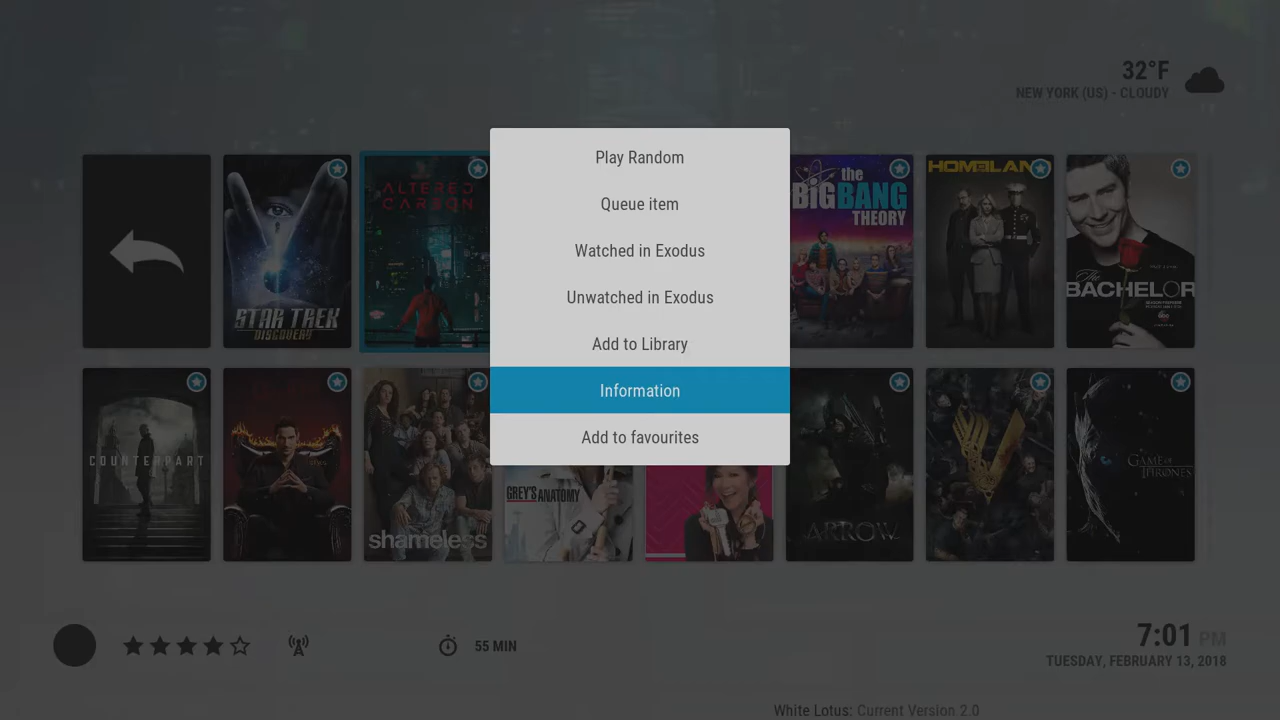 32°F
NEW YORK (US) - CLOUDY
Play Random
Queue item
Watched in Exodus
Unwatched in Exodus
Add to Library
Information
Add to favourites
STAR TREK
DISCOVERY
ALTERED
CARBON
the
BIG BANG
THEORY
HOMELAN
The
BACHELOR
abc
COUNTERPART
shameless
GREY'S ANATOMY
ARROW
GAME OF
THRONES
55 MIN
7:01 PM
TUESDAY, FEBRUARY 13, 2018
White Lotus: Current Version 2.0